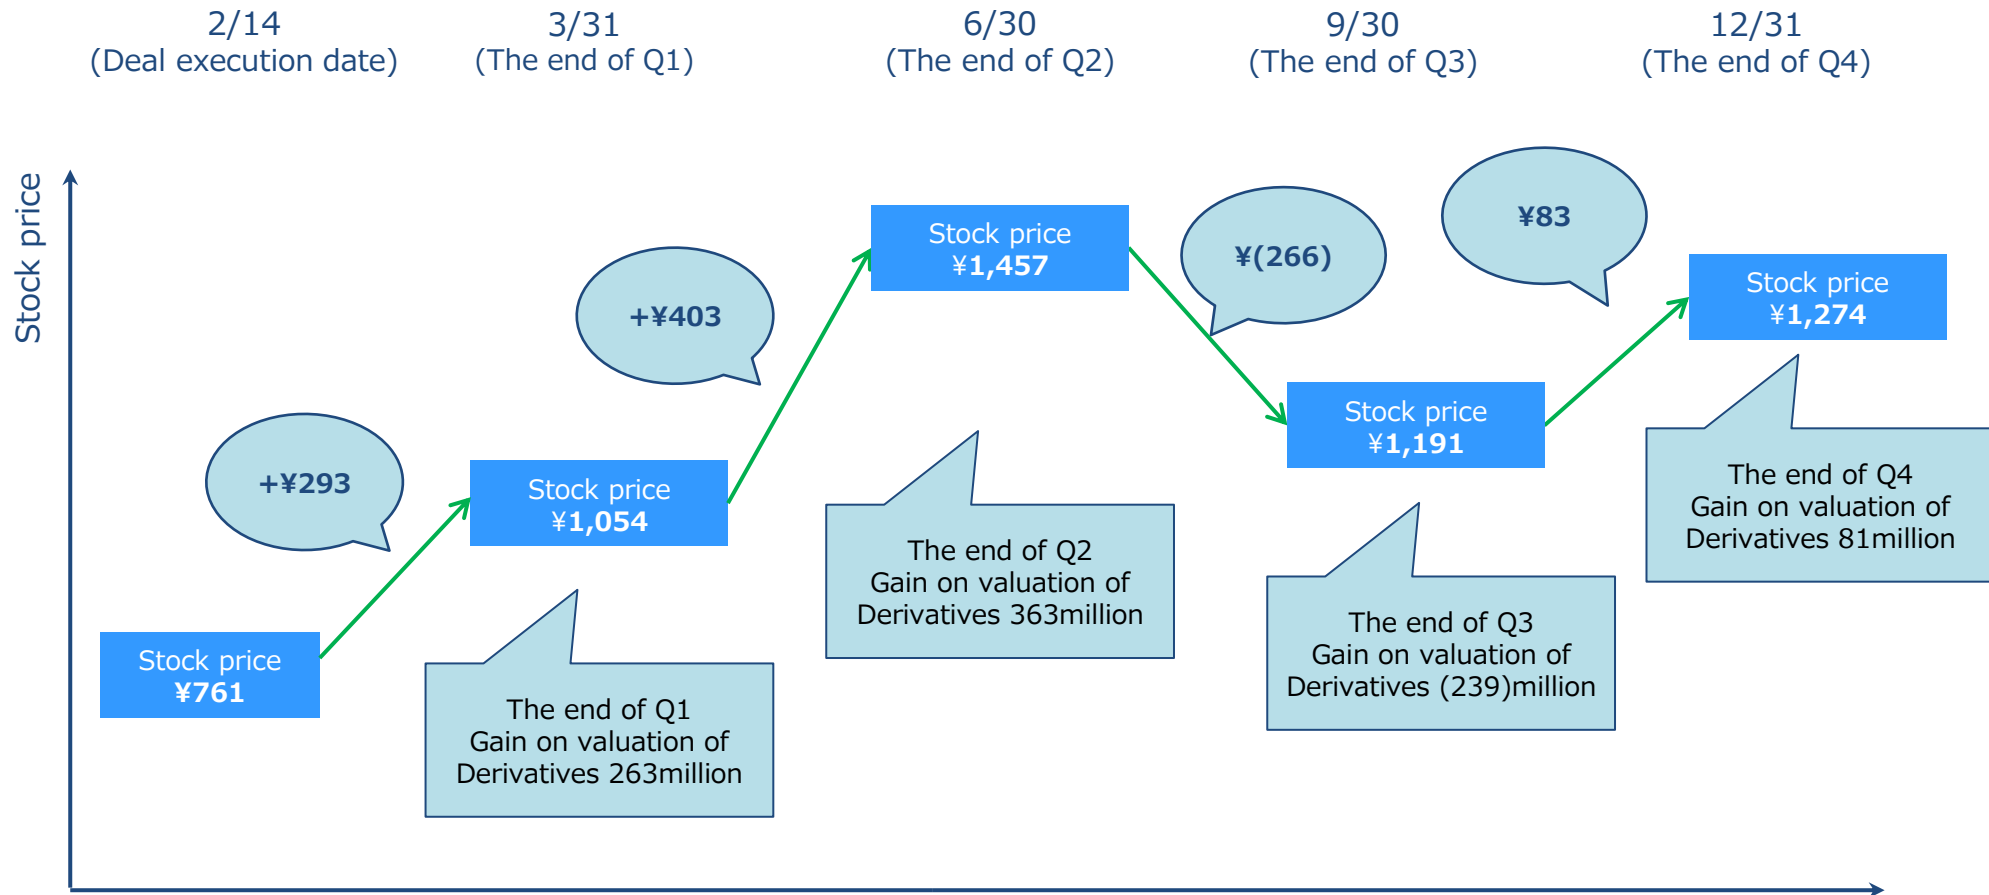 2/14
(Deal execution date)
3/31
(The end of Q1)
6/30
(The end of Q2)
9/30
(The end of Q3)
12/31
(The end of Q4)
Stock price
+¥293
+¥403
¥(266)
¥83
Stock price
¥761
Stock price
¥1,054
Stock price
¥1,457
Stock price
¥1,191
Stock price
¥1,274
The end of Q1
Gain on valuation of
Derivatives 263million
The end of Q2
Gain on valuation of
Derivatives 363million
The end of Q3
Gain on valuation of
Derivatives (239)million
The end of Q4
Gain on valuation of
Derivatives 81million